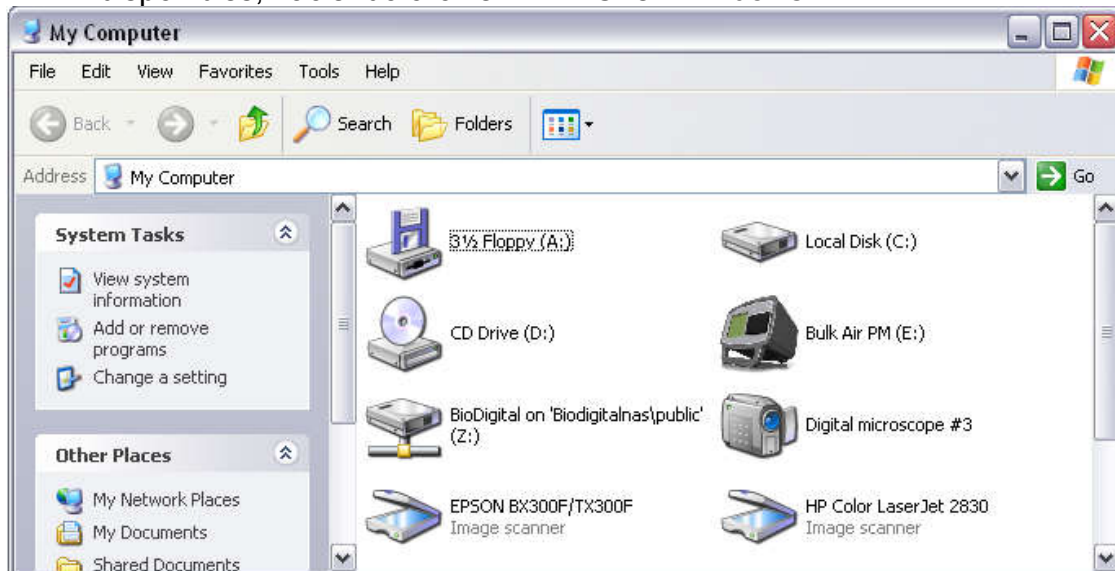 My Computer
File Edit View Favorites Tools Help
Back Search Folders
Address My Computer Go
System Tasks
View system
information
Add or remove
programs
Change a setting
Other Places
My Network Places
My Documents
Shared Documents
3½ Floppy (A:)
Local Disk (C:)
CD Drive (D:)
Bulk Air PM (E:)
BioDigital on 'Biodigitalnas\public'
(Z:)
Digital microscope #3
EPSON BX300F/TX300F
Image scanner
HP Color LaserJet 2830
Image scanner